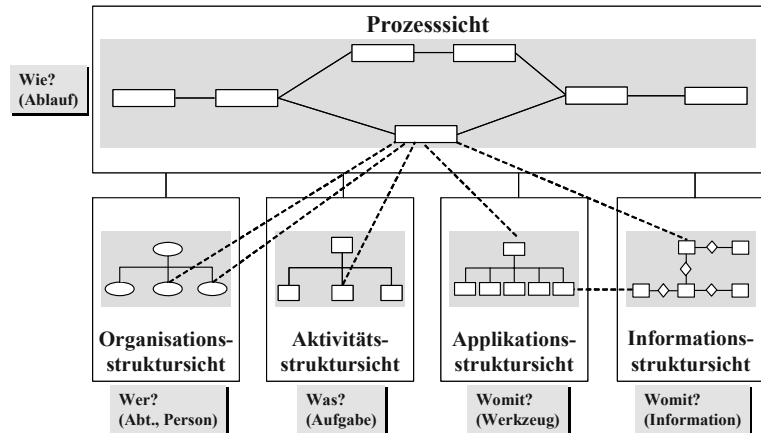 Prozesssicht
Wie?
(Ablauf)
Organisations-
struktursicht
Aktivitäts-
struktursicht
Applikations-
struktursicht
Informations-
struktursicht
Wer?
(Abt., Person)
Was?
(Aufgabe)
Womit?
(Werkzeug)
Womit?
(Information)